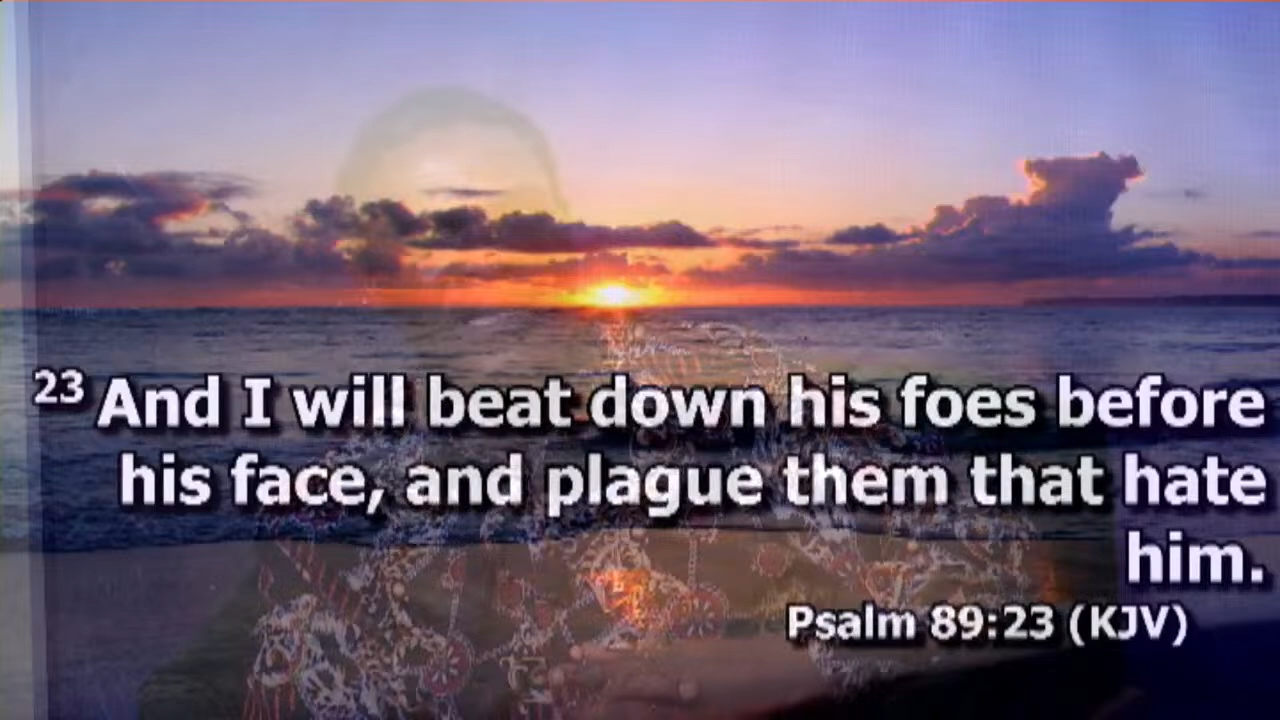 23 And I will beat down his foes before
his face, and plague them that hate
him.
Psalm 89:23 (KJV)